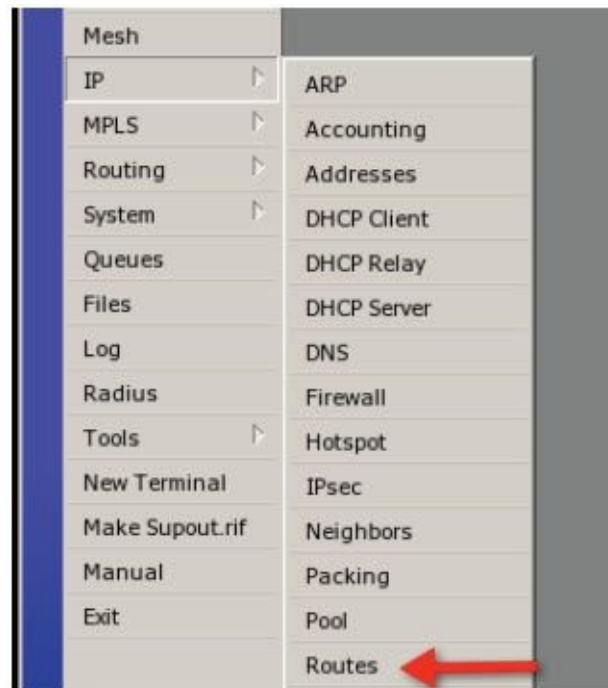 Mesh
IP
MPLS
Routing
System
Queues
Files
Log
Radius
Tools
New Terminal
Make Supout.rif
Manual
Exit
ARP
Accounting
Addresses
DHCP Client
DHCP Relay
DHCP Server
DNS
Firewall
Hotspot
IPsec
Neighbors
Packing
Pool
Routes